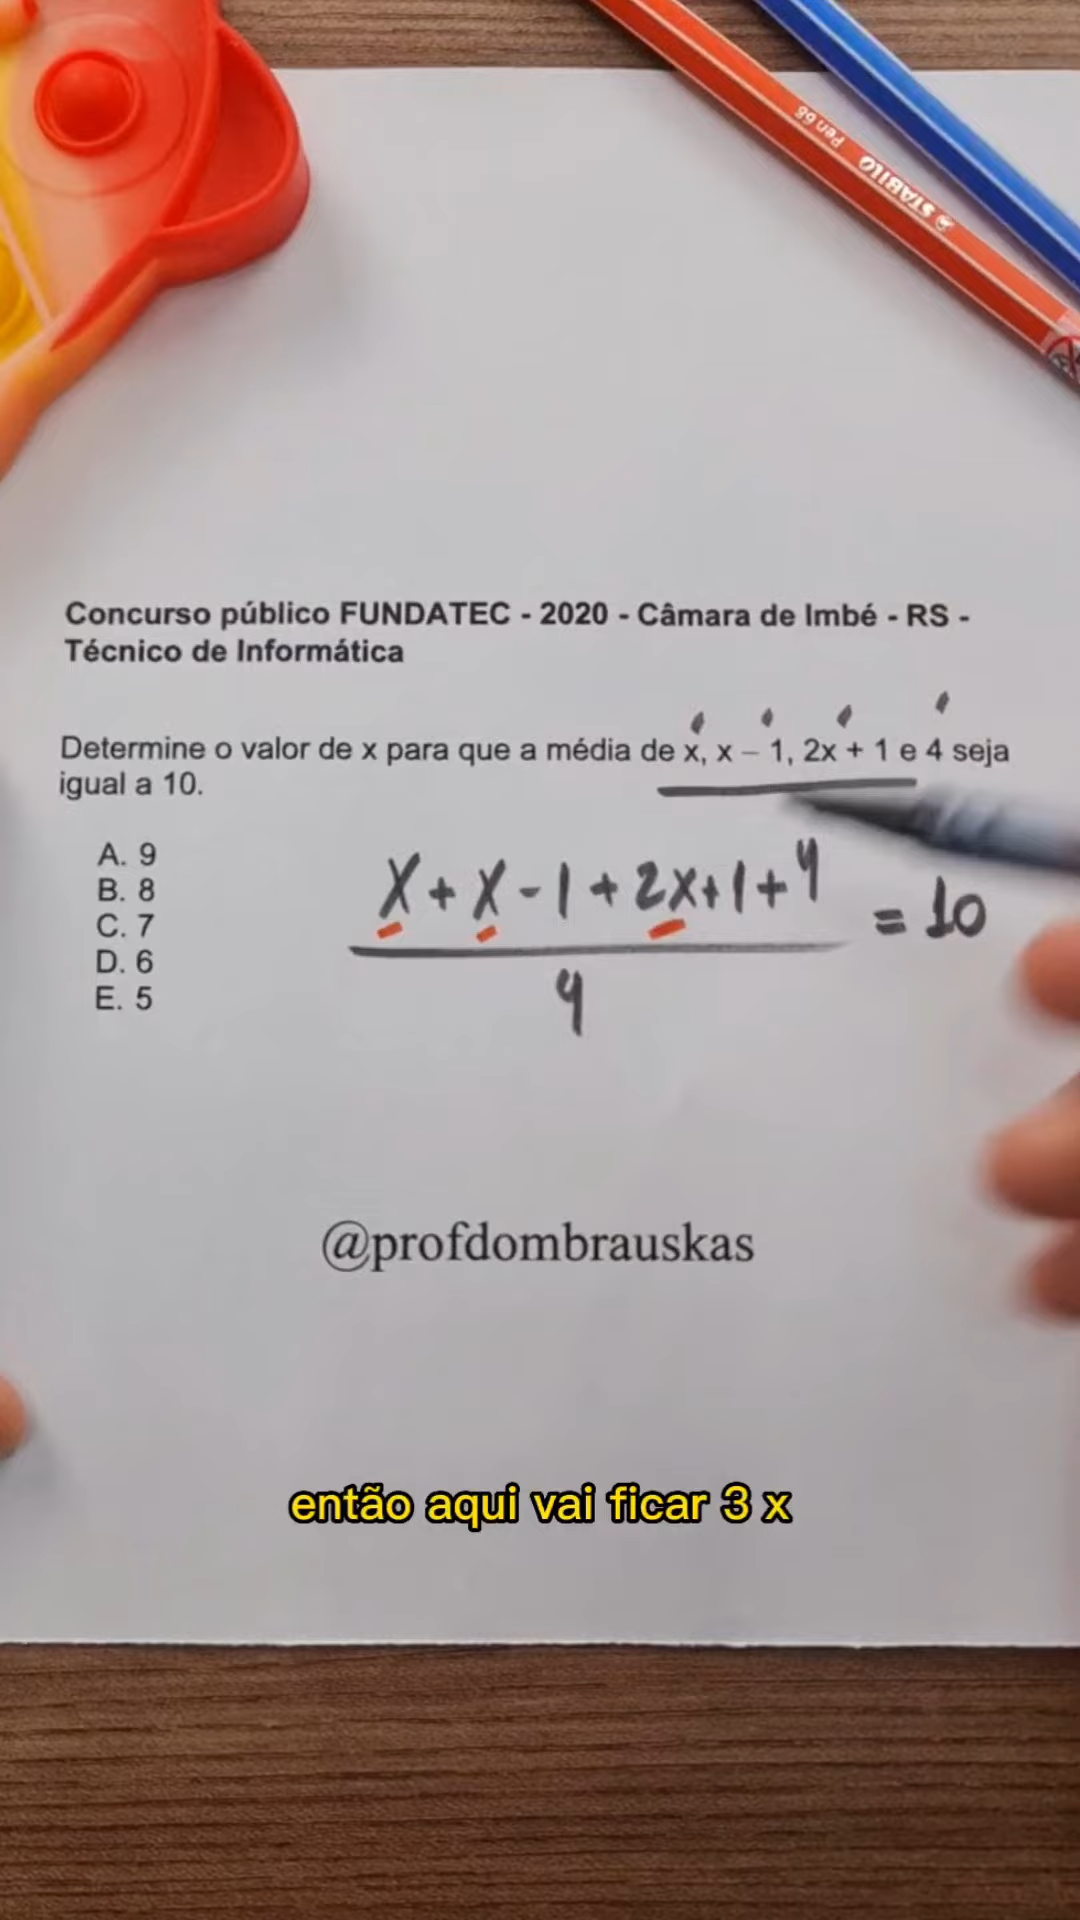 Pen 68 STABILO
Concurso público FUNDATEC - 2020 - Câmara de Imbé - RS -
Técnico de Informática
Determine o valor de x para que a média de x, x – 1, 2x + 1 e 4 seja
igual a 10.
A. 9
B. 8
C. 7
D. 6
E. 5
x + x - 1 + 2x + 1 + 4
= 10
4
@profdombrauskas
então aqui vai ficar 3 x